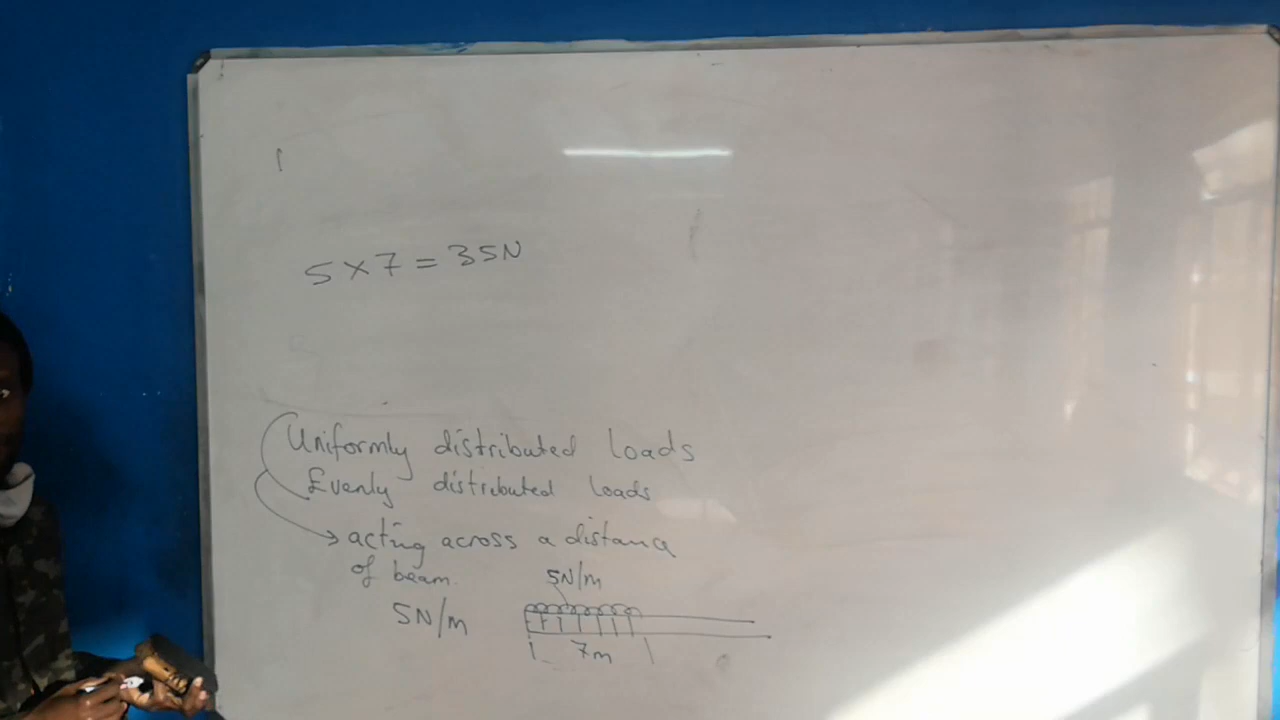 5 × 7 = 35N
Uniformly distributed loads
Evenly distributed loads
→ acting across a distance
of beam.
5N/m
5N/m
7m